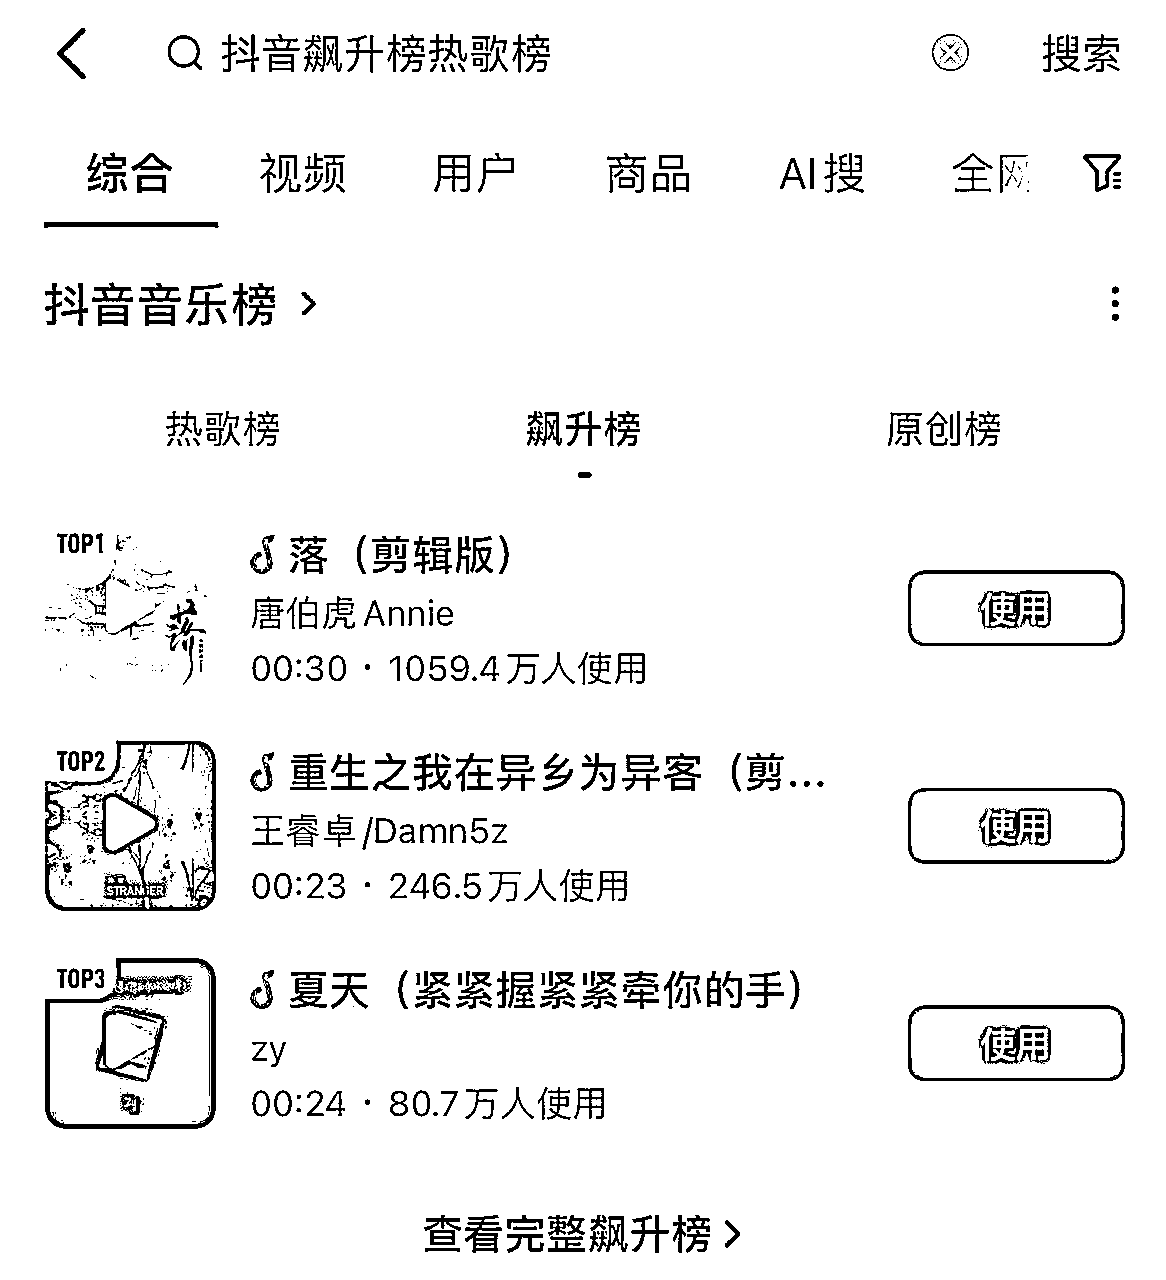 抖音飙升榜热歌榜 搜索
综合 视频 用户 商品 AI搜 全网
抖音音乐榜
热歌榜 飙升榜 原创榜
TOP1
落
落（剪辑版）
唐伯虎Annie
00:30 · 1059.4万人使用
使用
TOP2
STRANGER
重生之我在异乡为异客（剪...
王睿卓/Damn5z
00:23 · 246.5万人使用
使用
TOP3
夏天（紧紧握紧紧牵你的手）
zy
00:24 · 80.7万人使用
使用
查看完整飙升榜